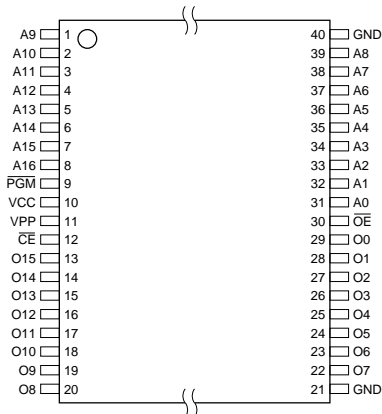 A9 1 40 GND
A10 2 39 A8
A11 3 38 A7
A12 4 37 A6
A13 5 36 A5
A14 6 35 A4
A15 7 34 A3
A16 8 33 A2
P̅G̅M̅ 9 32 A1
VCC 10 31 A0
VPP 11 30 O̅E̅
C̅E̅ 12 29 O0
O15 13 28 O1
O14 14 27 O2
O13 15 26 O3
O12 16 25 O4
O11 17 24 O5
O10 18 23 O6
O9 19 22 O7
O8 20 21 GND